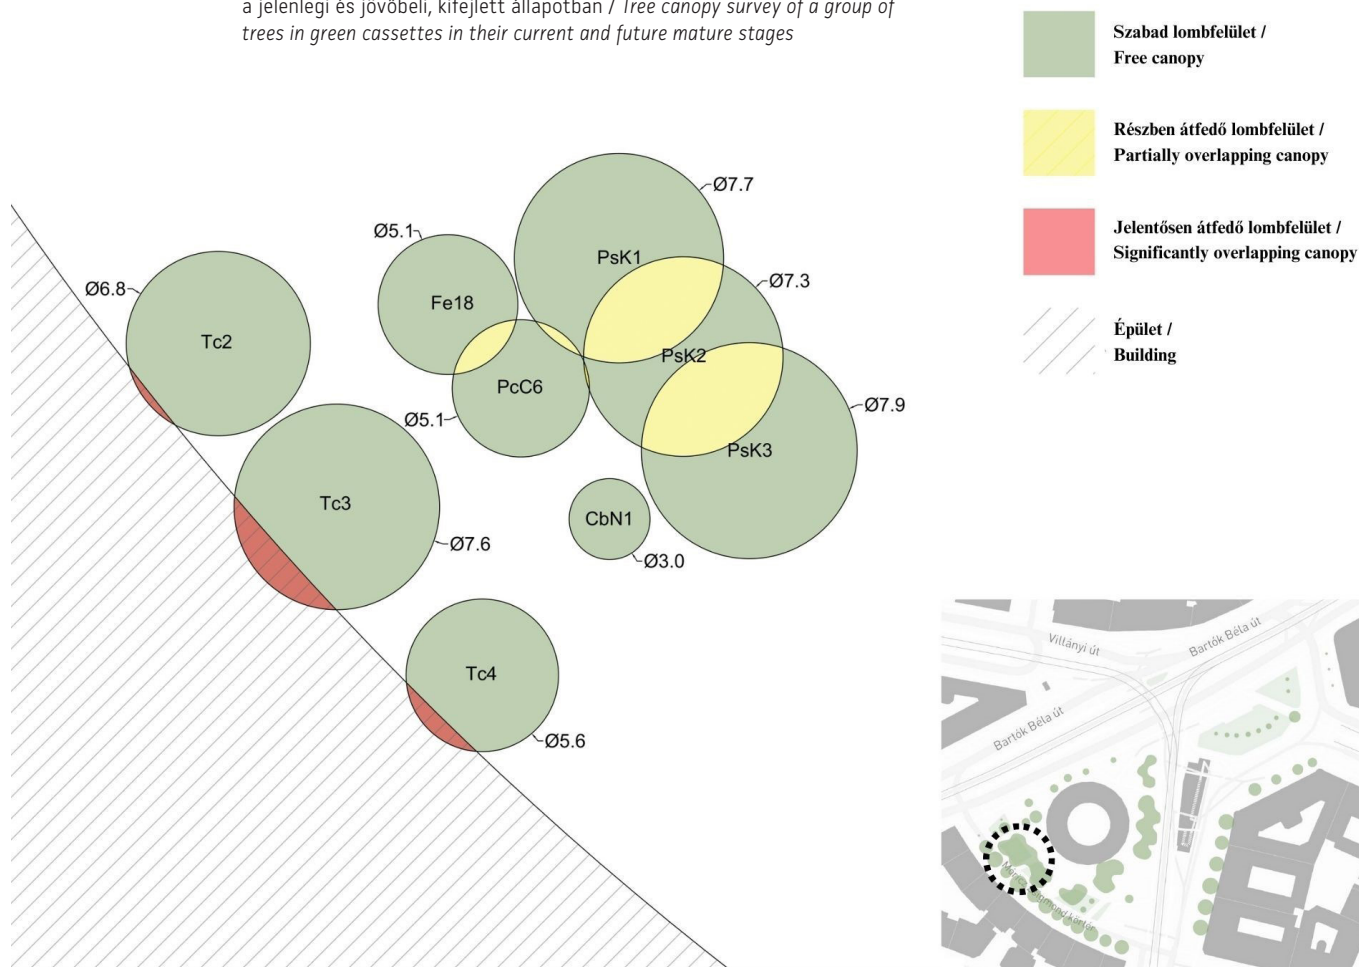 a jelenlegi és jövőbeli, kifejlett állapotban / Tree canopy survey of a group of
trees in green cassettes in their current and future mature stages
Szabad lombfelület /
Free canopy
Részben átfedő lombfelület /
Partially overlapping canopy
Jelentősen átfedő lombfelület /
Significantly overlapping canopy
Épület /
Building
Ø7.7
PsK1
Ø5.1
Fe18
Ø7.3
Ø6.8
Tc2
PsK2
PcC6
Ø5.1
Ø7.9
PsK3
Tc3
CbN1
Ø7.6
Ø3.0
Tc4
Ø5.6
Villányi út
Bartók Béla út
Bartók Béla út